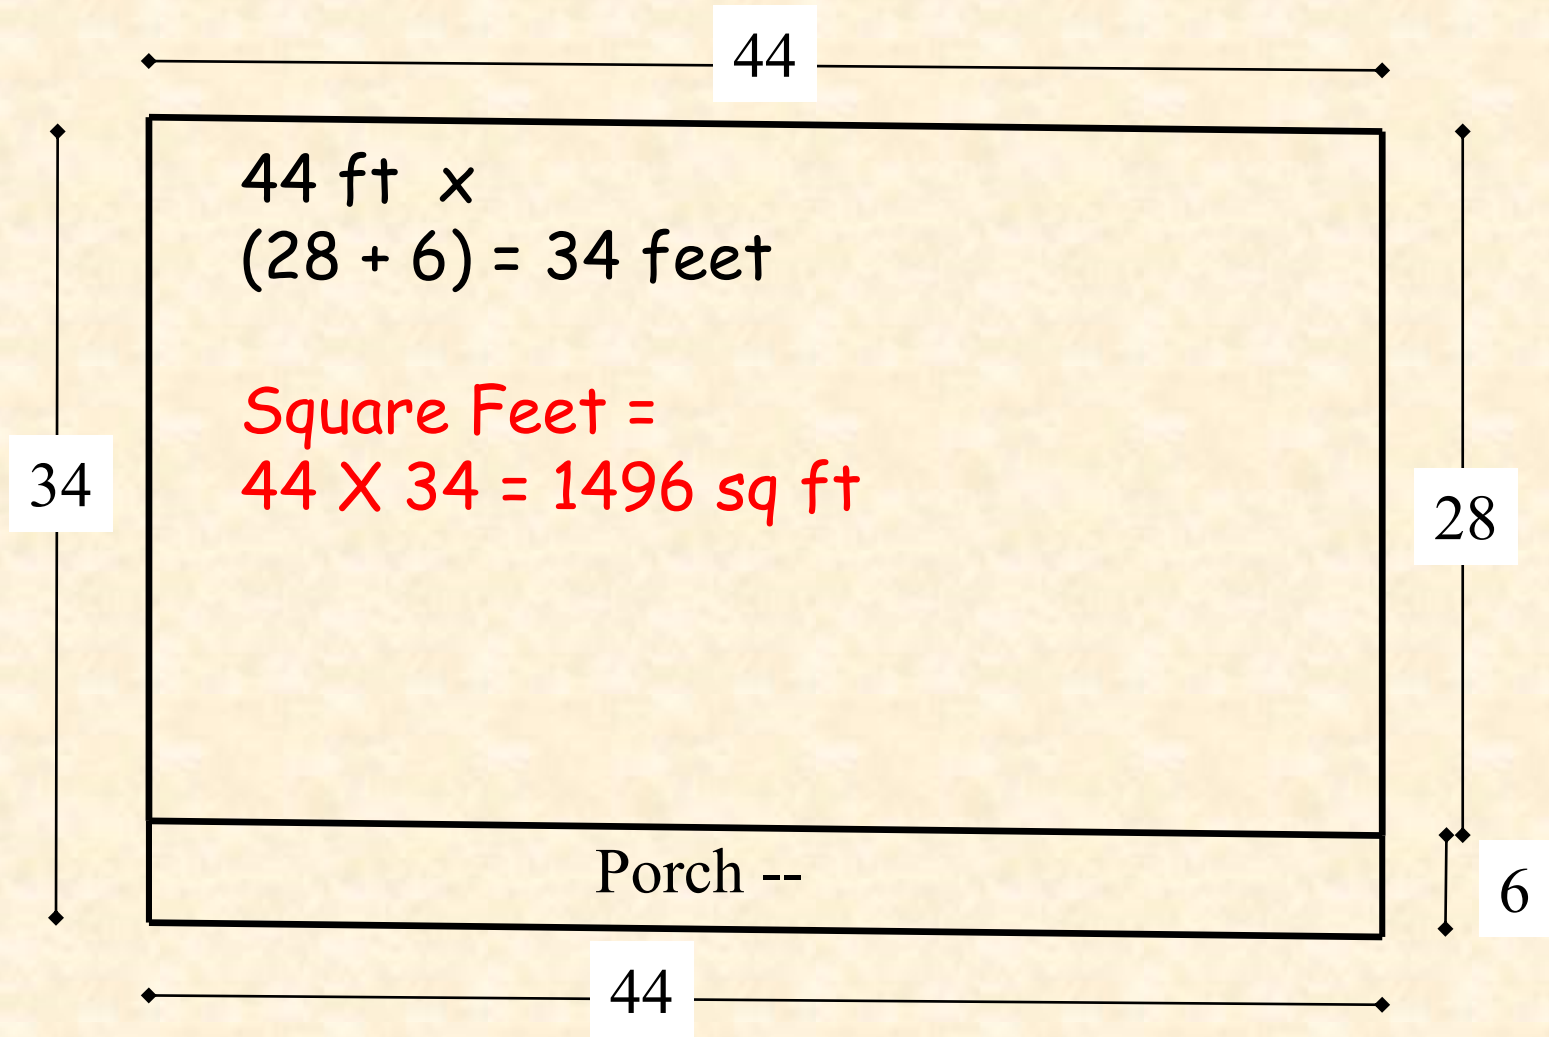 44
44 ft x
(28 + 6) = 34 feet
Square Feet =
44 X 34 = 1496 sq ft
34
28
Porch --
6
44